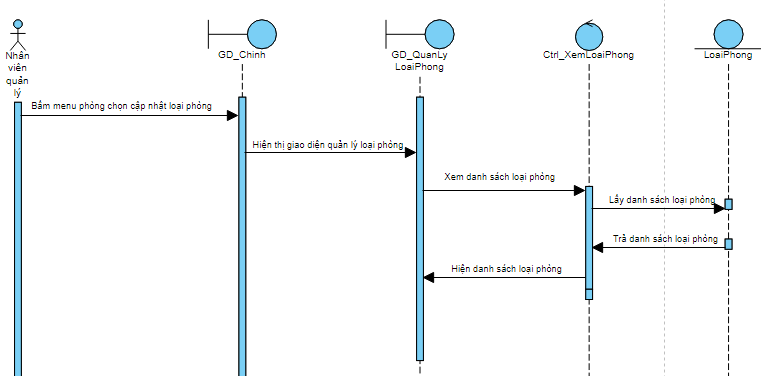 Nhân
viên
quản
lý
GD_Chinh
GD_QuanLy
LoaiPhong
Ctrl_XemLoaiPhong
LoaiPhong
Bấm menu phòng chọn cập nhật loại phòng
Hiện thị giao diện quản lý loại phòng
Xem danh sách loại phòng
Lấy danh sách loại phòng
Trả danh sách loại phòng
Hiện danh sách loại phòng